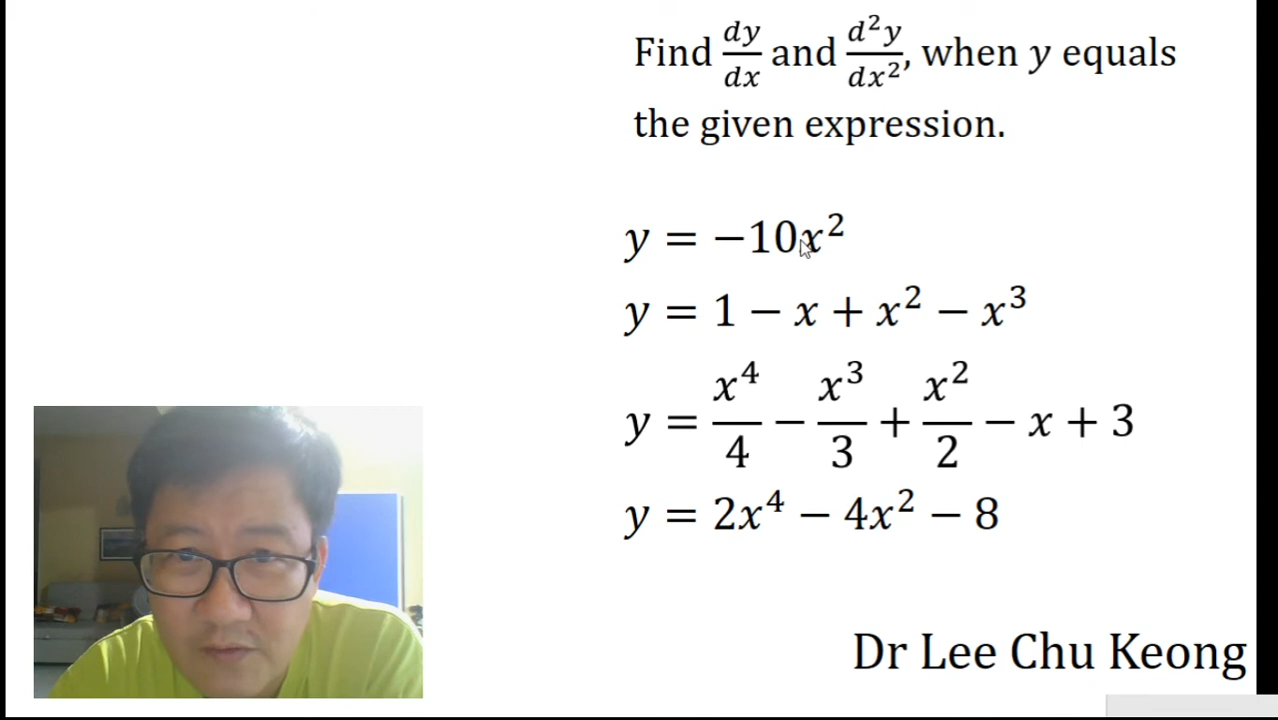 Find dy/dx and d²y/dx², when y equals
the given expression.
y = −10x²
y = 1 − x + x² − x³
y = x⁴/4 − x³/3 + x²/2 − x + 3
y = 2x⁴ − 4x² − 8
Dr Lee Chu Keong